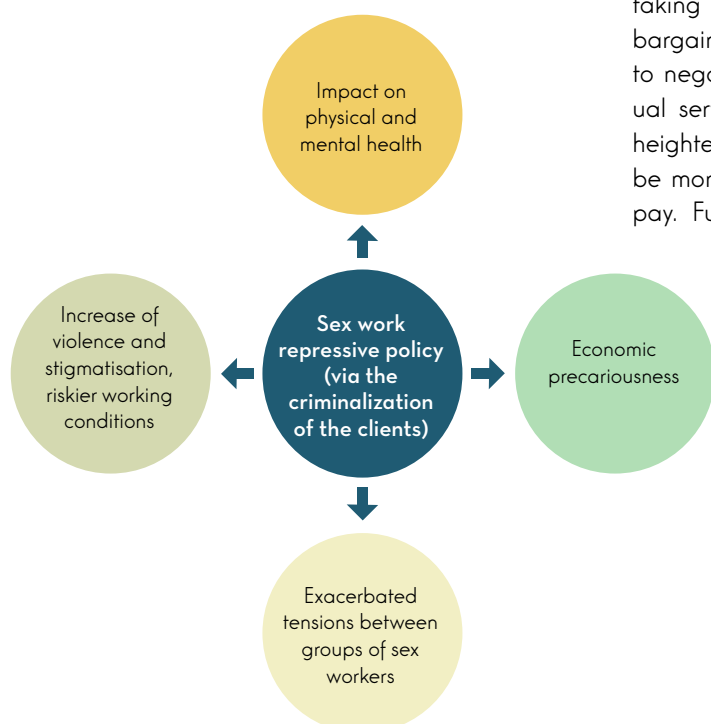 taking
bargain
to nego
ual ser
heighte
be mor
pay. Fu
Impact on
physical and
mental health
Increase of
violence and
stigmatisation,
riskier working
conditions
Sex work
repressive policy
(via the
criminalization
of the clients)
Economic
precariousness
Exacerbated
tensions between
groups of sex
workers